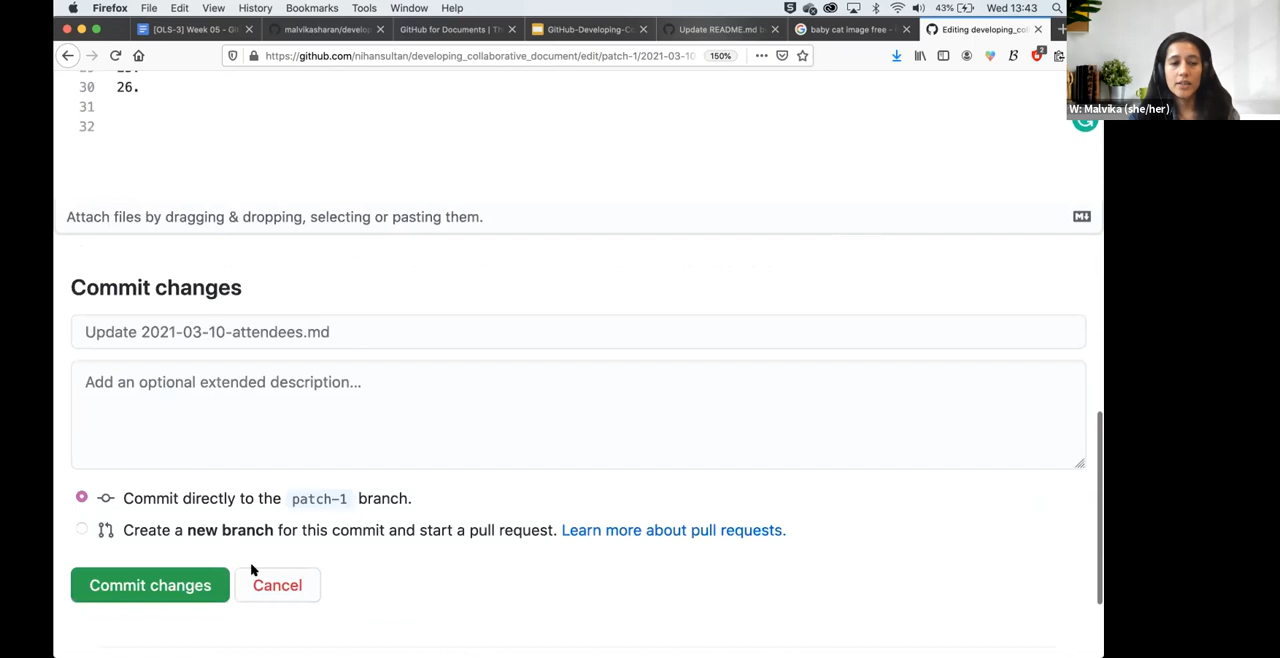 Firefox File Edit View History Bookmarks Tools Window Help 43% Wed 13:43
[OLS-3] Week 05 - Gi malvikasharan/develop GitHub for Documents | Th GitHub-Developing-Co Update README.md b baby cat image free - Editing developing_col
https://github.com/nihansultan/developing_collaborative_document/edit/patch-1/2021-03-10 150% 2
W: Malvika (she/her)
30 26.
31
32
Attach files by dragging & dropping, selecting or pasting them.
Commit changes
Update 2021-03-10-attendees.md
Add an optional extended description...
Commit directly to the patch-1 branch.
Create a new branch for this commit and start a pull request. Learn more about pull requests.
Commit changes Cancel